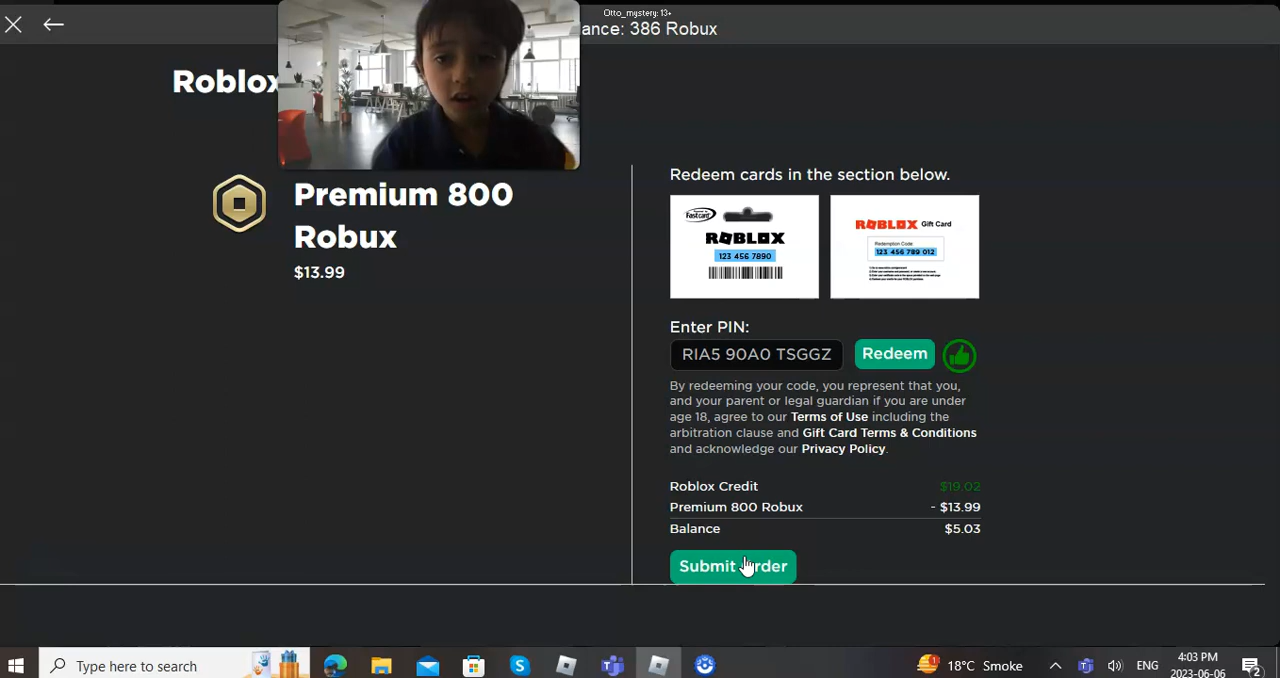 Otto_mystery: 13+
ance: 386 Robux
Roblox
Premium 800
Robux
$13.99
Redeem cards in the section below.
Fastcard
ROBLOX
123 456 7890
ROBLOX Gift Card
Redemption Code:
123 456 789 012
Enter PIN:
RIA5 90A0 TSGGZ
Redeem
By redeeming your code, you represent that you,
and your parent or legal guardian if you are under
age 18, agree to our Terms of Use including the
arbitration clause and Gift Card Terms & Conditions
and acknowledge our Privacy Policy.
Roblox Credit $19.02
Premium 800 Robux - $13.99
Balance $5.03
Submit Order
Type here to search
18°C Smoke
ENG
4:03 PM
2023-06-06
2